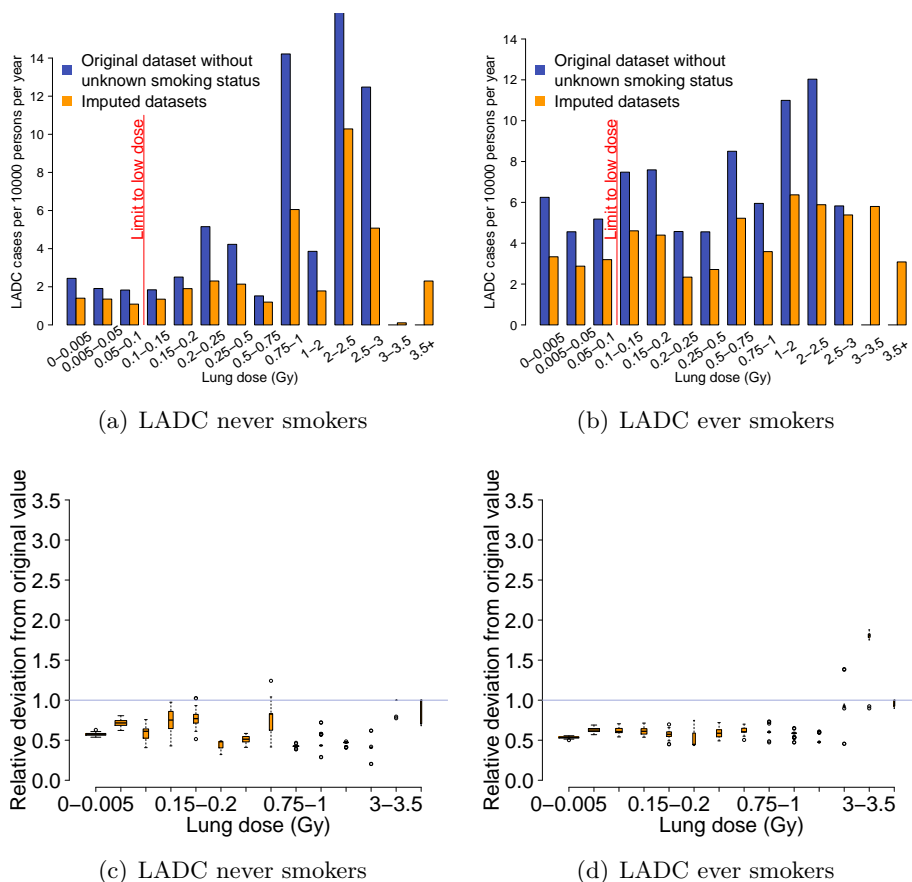 LADC cases per 10000 persons per year
14
12
10
8
6
4
2
0
Original dataset without
unknown smoking status
Imputed datasets
Limit to low dose
0−0.005
0.005−0.05
0.05−0.1
0.1−0.15
0.15−0.2
0.2−0.25
0.25−0.5
0.5−0.75
0.75−1
1−2
2−2.5
2.5−3
3−3.5
3.5+
Lung dose (Gy)
(a) LADC never smokers
LADC cases per 10000 persons per year
14
12
10
8
6
4
2
0
Original dataset without
unknown smoking status
Imputed datasets
Limit to low dose
0−0.005
0.005−0.05
0.05−0.1
0.1−0.15
0.15−0.2
0.2−0.25
0.25−0.5
0.5−0.75
0.75−1
1−2
2−2.5
2.5−3
3−3.5
3.5+
Lung dose (Gy)
(b) LADC ever smokers
Relative deviation from original value
3.5
3.0
2.5
2.0
1.5
1.0
0.5
0.0
0−0.005 0.15−0.2 0.75−1 3−3.5
Lung dose (Gy)
(c) LADC never smokers
Relative deviation from original value
3.5
3.0
2.5
2.0
1.5
1.0
0.5
0.0
0−0.005 0.15−0.2 0.75−1 3−3.5
Lung dose (Gy)
(d) LADC ever smokers